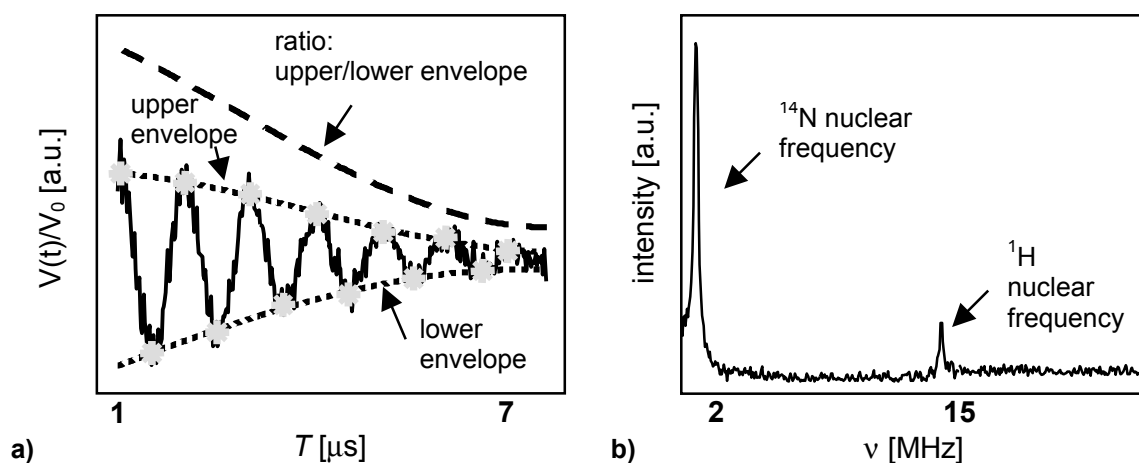 ratio:
upper/lower envelope
upper
envelope
lower
envelope
V(t)/V₀ [a.u.]
1
7
T [μs]
a)
¹⁴N nuclear
frequency
¹H
nuclear
frequency
intensity [a.u.]
2
15
ν [MHz]
b)